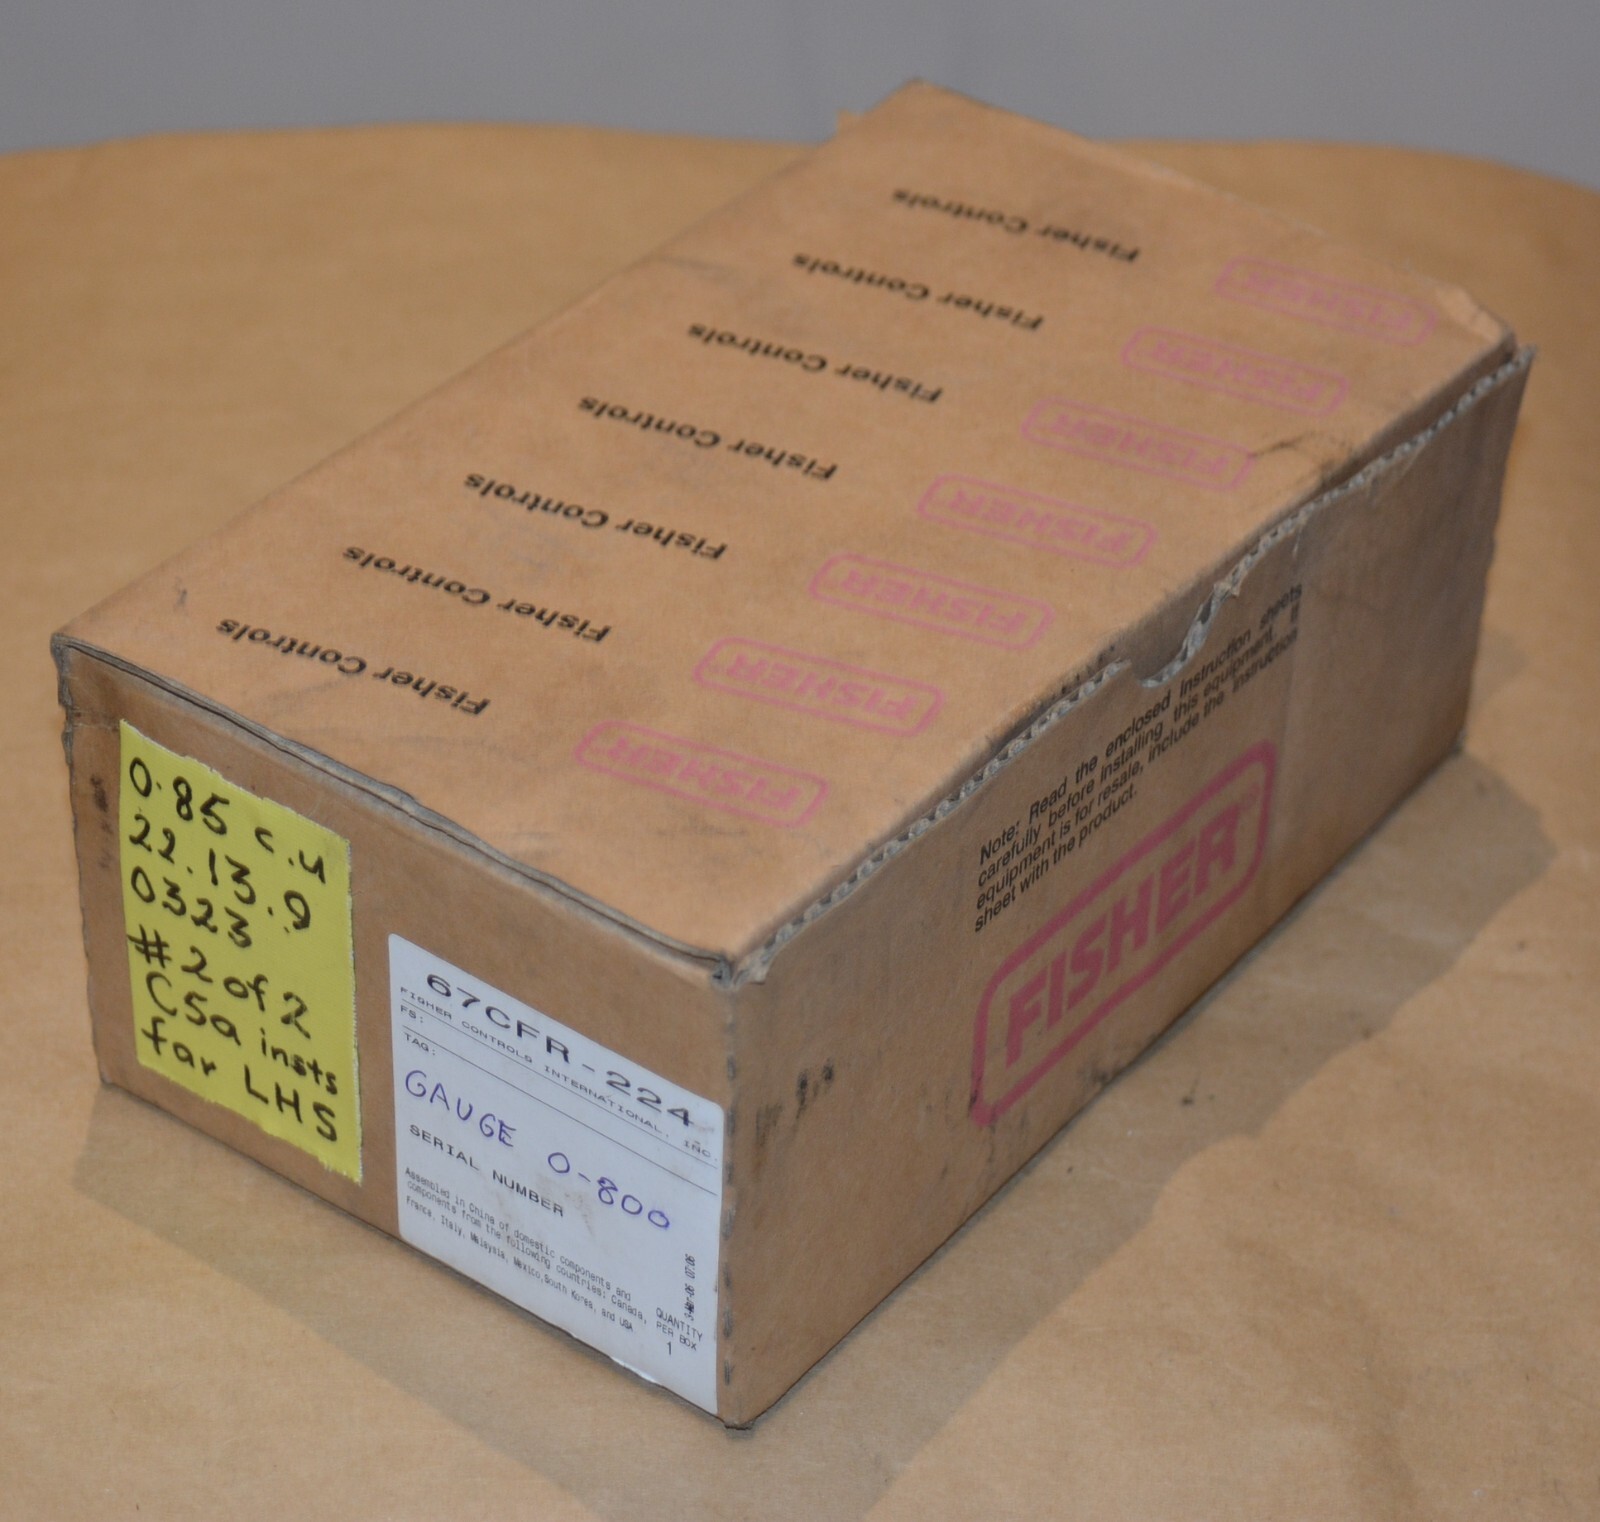 Fisher Controls
Fisher Controls
Fisher Controls
Fisher Controls
Fisher Controls
Fisher Controls
Fisher Controls
FISHER
FISHER
FISHER
FISHER
FISHER
FISHER
FISHER
0.85 c.u
22.13.9
0323
#2 of 2
C5a insts
far LHS
67CFR-224
FISHER CONTROLS INTERNATIONAL, INC.
FS:
TAG:
GAUGE 0-800
SERIAL NUMBER
Assembled in China of domestic components and
components from the following countries: Canada,
France, Italy, Malaysia, Mexico, South Korea, and USA
QUANTITY
PER BOX
1
Note: Read the enclosed instruction sheets
carefully before installing this equipment. If
equipment is for resale, include the instruction
sheet with the product.
FISHER